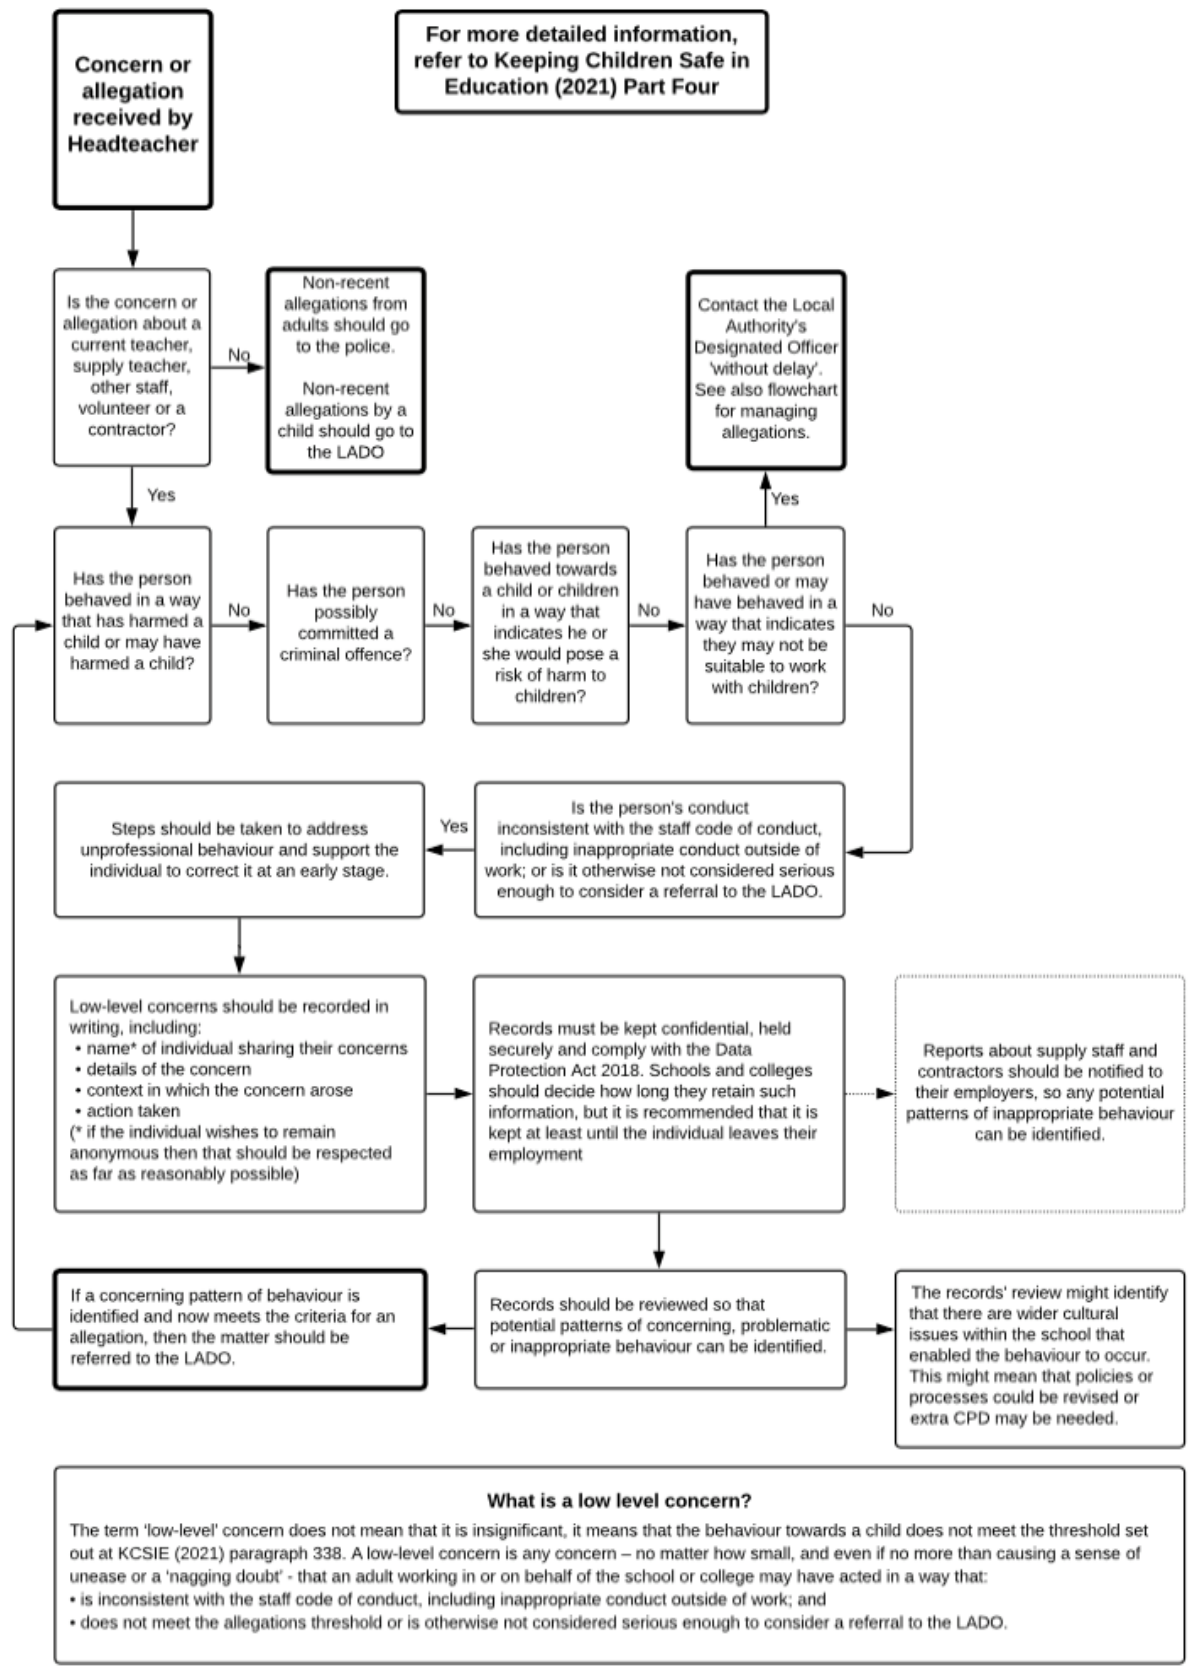 Concern or
allegation
received by
Headteacher
For more detailed information,
refer to Keeping Children Safe in
Education (2021) Part Four
Is the concern or
allegation about a
current teacher,
supply teacher,
other staff,
volunteer or a
contractor?
No
Non-recent
allegations from
adults should go
to the police.
Non-recent
allegations by a
child should go to
the LADO
Contact the Local
Authority's
Designated Officer
'without delay'.
See also flowchart
for managing
allegations.
Yes
Yes
Has the person
behaved in a way
that has harmed a
child or may have
harmed a child?
No
Has the person
possibly
committed a
criminal offence?
No
Has the person
behaved towards
a child or children
in a way that
indicates he or
she would pose a
risk of harm to
children?
No
Has the person
behaved or may
have behaved in a
way that indicates
they may not be
suitable to work
with children?
No
Steps should be taken to address
unprofessional behaviour and support the
individual to correct it at an early stage.
Yes
Is the person's conduct
inconsistent with the staff code of conduct,
including inappropriate conduct outside of
work; or is it otherwise not considered serious
enough to consider a referral to the LADO.
Low-level concerns should be recorded in
writing, including:
• name* of individual sharing their concerns
• details of the concern
• context in which the concern arose
• action taken
(* if the individual wishes to remain
anonymous then that should be respected
as far as reasonably possible)
Records must be kept confidential, held
securely and comply with the Data
Protection Act 2018. Schools and colleges
should decide how long they retain such
information, but it is recommended that it is
kept at least until the individual leaves their
employment
Reports about supply staff and
contractors should be notified to
their employers, so any potential
patterns of inappropriate behaviour
can be identified.
If a concerning pattern of behaviour is
identified and now meets the criteria for an
allegation, then the matter should be
referred to the LADO.
Records should be reviewed so that
potential patterns of concerning, problematic
or inappropriate behaviour can be identified.
The records' review might identify
that there are wider cultural
issues within the school that
enabled the behaviour to occur.
This might mean that policies or
processes could be revised or
extra CPD may be needed.
What is a low level concern?
The term 'low-level' concern does not mean that it is insignificant, it means that the behaviour towards a child does not meet the threshold set
out at KCSIE (2021) paragraph 338. A low-level concern is any concern – no matter how small, and even if no more than causing a sense of
unease or a 'nagging doubt' - that an adult working in or on behalf of the school or college may have acted in a way that:
• is inconsistent with the staff code of conduct, including inappropriate conduct outside of work; and
• does not meet the allegations threshold or is otherwise not considered serious enough to consider a referral to the LADO.